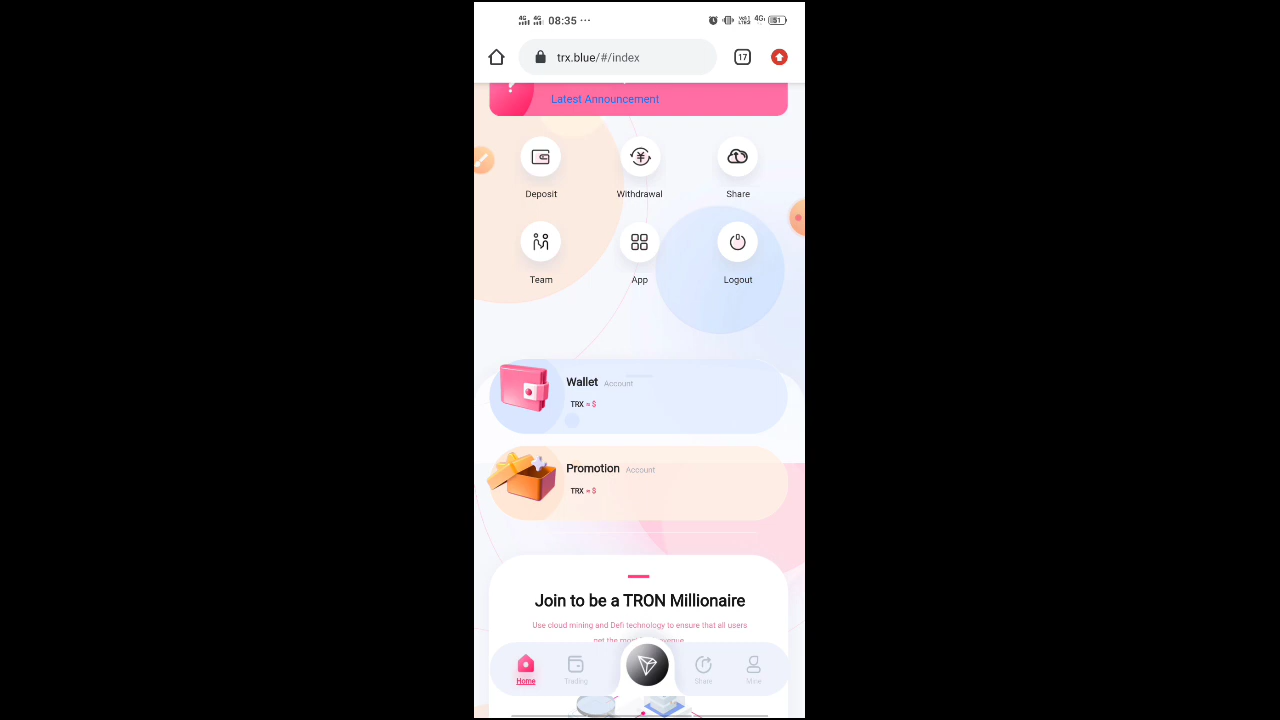 08:35 ...
51
trx.blue/#/index
17
Latest Announcement
Deposit
Withdrawal
Share
Team
App
Logout
Wallet Account
TRX = $
Promotion Account
TRX = $
Join to be a TRON Millionaire
Use cloud mining and Defi technology to ensure that all users
Home
Trading
Share
Mine